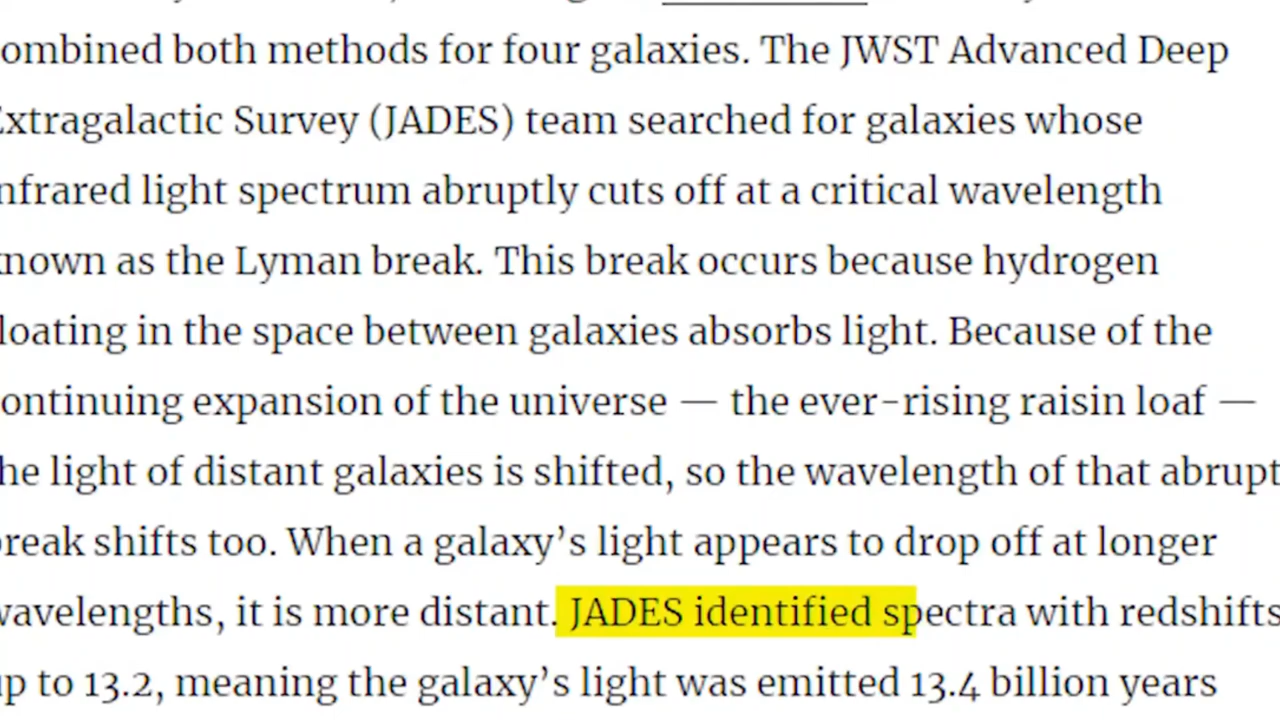 ombined both methods for four galaxies. The JWST Advanced Deep
Extragalactic Survey (JADES) team searched for galaxies whose
nfrared light spectrum abruptly cuts off at a critical wavelength
known as the Lyman break. This break occurs because hydrogen
loating in the space between galaxies absorbs light. Because of the
ontinuing expansion of the universe — the ever-rising raisin loaf —
he light of distant galaxies is shifted, so the wavelength of that abrupt
break shifts too. When a galaxy’s light appears to drop off at longer
wavelengths, it is more distant. JADES identified spectra with redshifts
up to 13.2, meaning the galaxy’s light was emitted 13.4 billion years